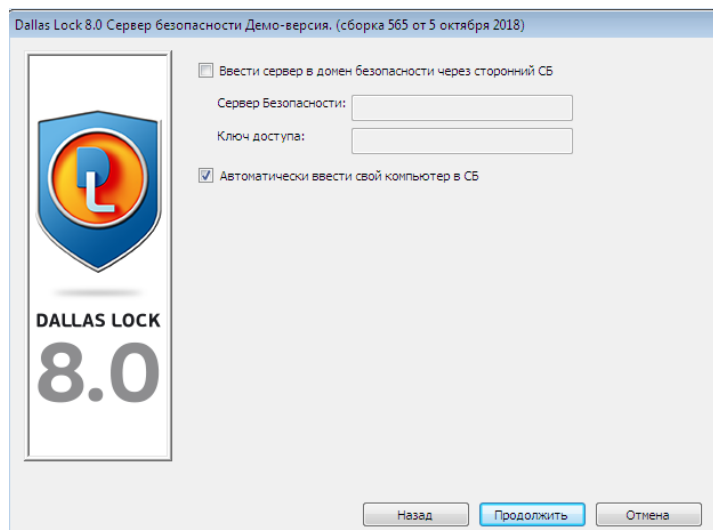 Dallas Lock 8.0 Сервер безопасности Демо-версия. (сборка 565 от 5 октября 2018)
Ввести сервер в домен безопасности через сторонний СБ
Сервер Безопасности:
Ключ доступа:
Автоматически ввести свой компьютер в СБ
DL
DALLAS LOCK
8.0
Назад
Продолжить
Отмена